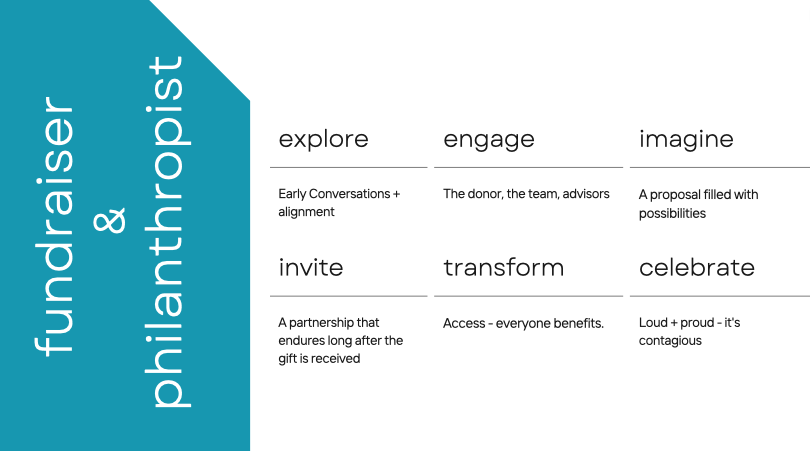 fundraiser
&
philanthropist
explore
Early Conversations +
alignment
engage
The donor, the team, advisors
imagine
A proposal filled with
possibilities
invite
A partnership that
endures long after the
gift is received
transform
Access - everyone benefits.
celebrate
Loud + proud - it's
contagious